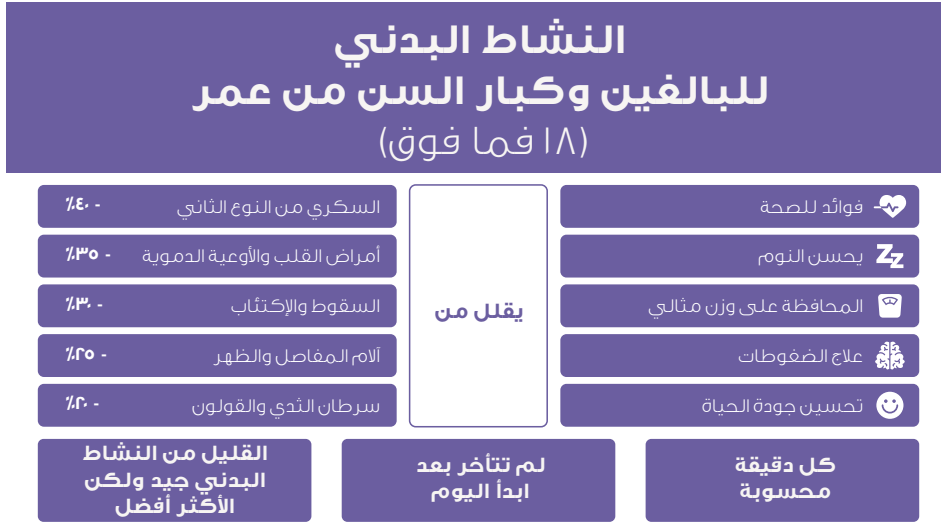 النشاط البدني
للبالغين وكبار السن من عمر
(١٨ فما فوق)
فوائد للصحة
يحسن النوم
المحافظة على وزن مثالي
علاج الضغوطات
تحسين جودة الحياة
يقلل من
السكري من النوع الثاني - ٤٠٪
أمراض القلب والأوعية الدموية - ٣٥٪
السقوط والإكتئاب - ٣٠٪
آلام المفاصل والظهر - ٢٥٪
سرطان الثدي والقولون - ٢٠٪
كل دقيقة
محسوبة
لم تتأخر بعد
ابدأ اليوم
القليل من النشاط
البدني جيد ولكن
الأكثر أفضل